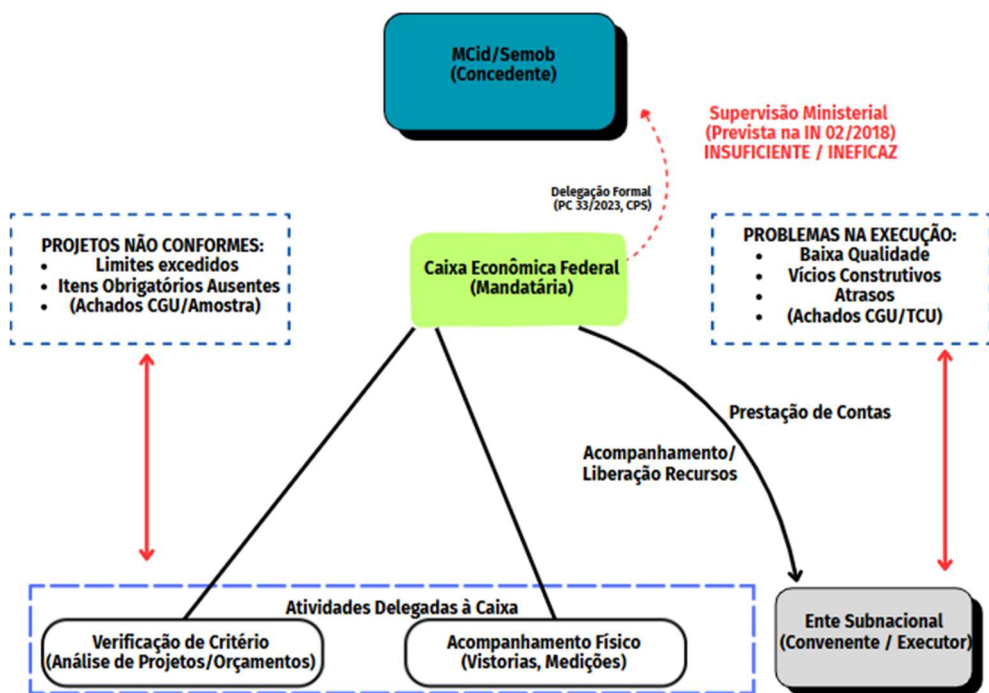 MCid/Semob
(Concedente)
Supervisão Ministerial
(Prevista na IN 02/2018)
INSUFICIENTE / INEFICAZ
Delegação Formal
(PC 33/2023, CPS)
PROJETOS NÃO CONFORMES:
• Limites excedidos
• Itens Obrigatórios Ausentes
• (Achados CGU/Amostra)
Caixa Econômica Federal
(Mandatária)
PROBLEMAS NA EXECUÇÃO:
• Baixa Qualidade
• Vícios Construtivos
• Atrasos
• (Achados CGU/TCU)
Prestação de Contas
Acompanhamento/
Liberação Recursos
Atividades Delegadas à Caixa
Verificação de Critério
(Análise de Projetos/Orçamentos)
Acompanhamento Físico
(Vistorias, Medições)
Ente Subnacional
(Convenente / Executor)